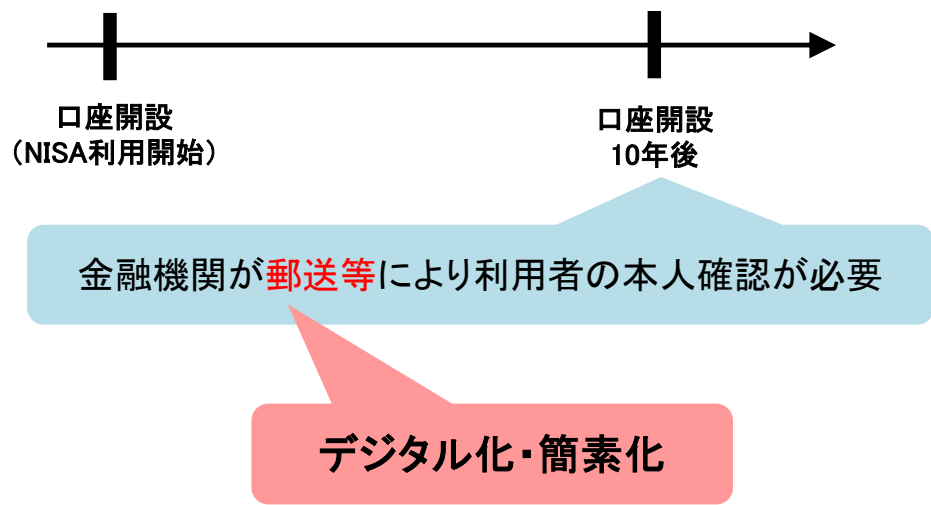 口座開設
（NISA利用開始）
口座開設
10年後
金融機関が郵送等により利用者の本人確認が必要
デジタル化・簡素化